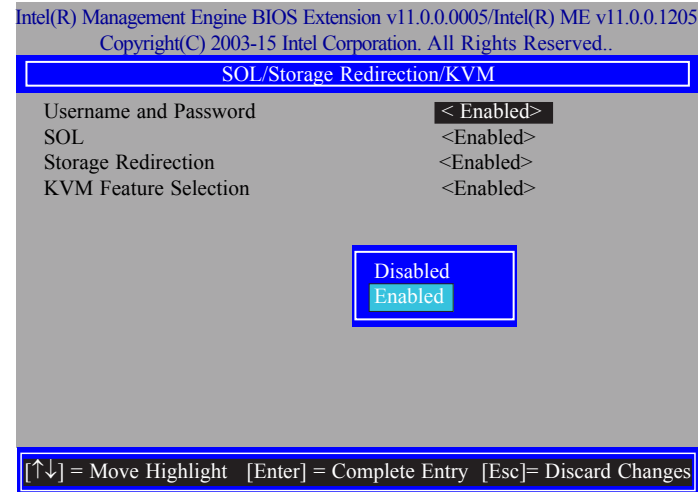 Intel(R) Management Engine BIOS Extension v11.0.0.0005/Intel(R) ME v11.0.0.1205
Copyright(C) 2003-15 Intel Corporation. All Rights Reserved..
SOL/Storage Redirection/KVM
Username and Password < Enabled>
SOL <Enabled>
Storage Redirection <Enabled>
KVM Feature Selection <Enabled>
Disabled
Enabled
[↑↓] = Move Highlight [Enter] = Complete Entry [Esc]= Discard Changes